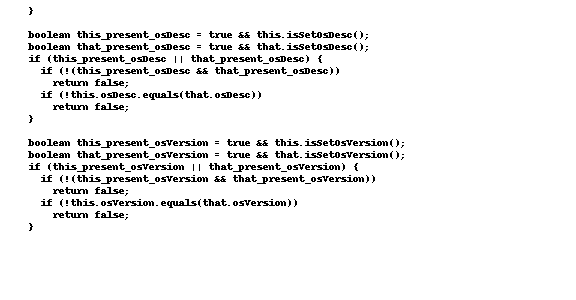 }

boolean this_present_osDesc = true && this.isSetOsDesc();
boolean that_present_osDesc = true && that.isSetOsDesc();
if (this_present_osDesc || that_present_osDesc) {
  if (!(this_present_osDesc && that_present_osDesc))
    return false;
  if (!this.osDesc.equals(that.osDesc))
    return false;
}

boolean this_present_osVersion = true && this.isSetOsVersion();
boolean that_present_osVersion = true && that.isSetOsVersion();
if (this_present_osVersion || that_present_osVersion) {
  if (!(this_present_osVersion && that_present_osVersion))
    return false;
  if (!this.osVersion.equals(that.osVersion))
    return false;
}